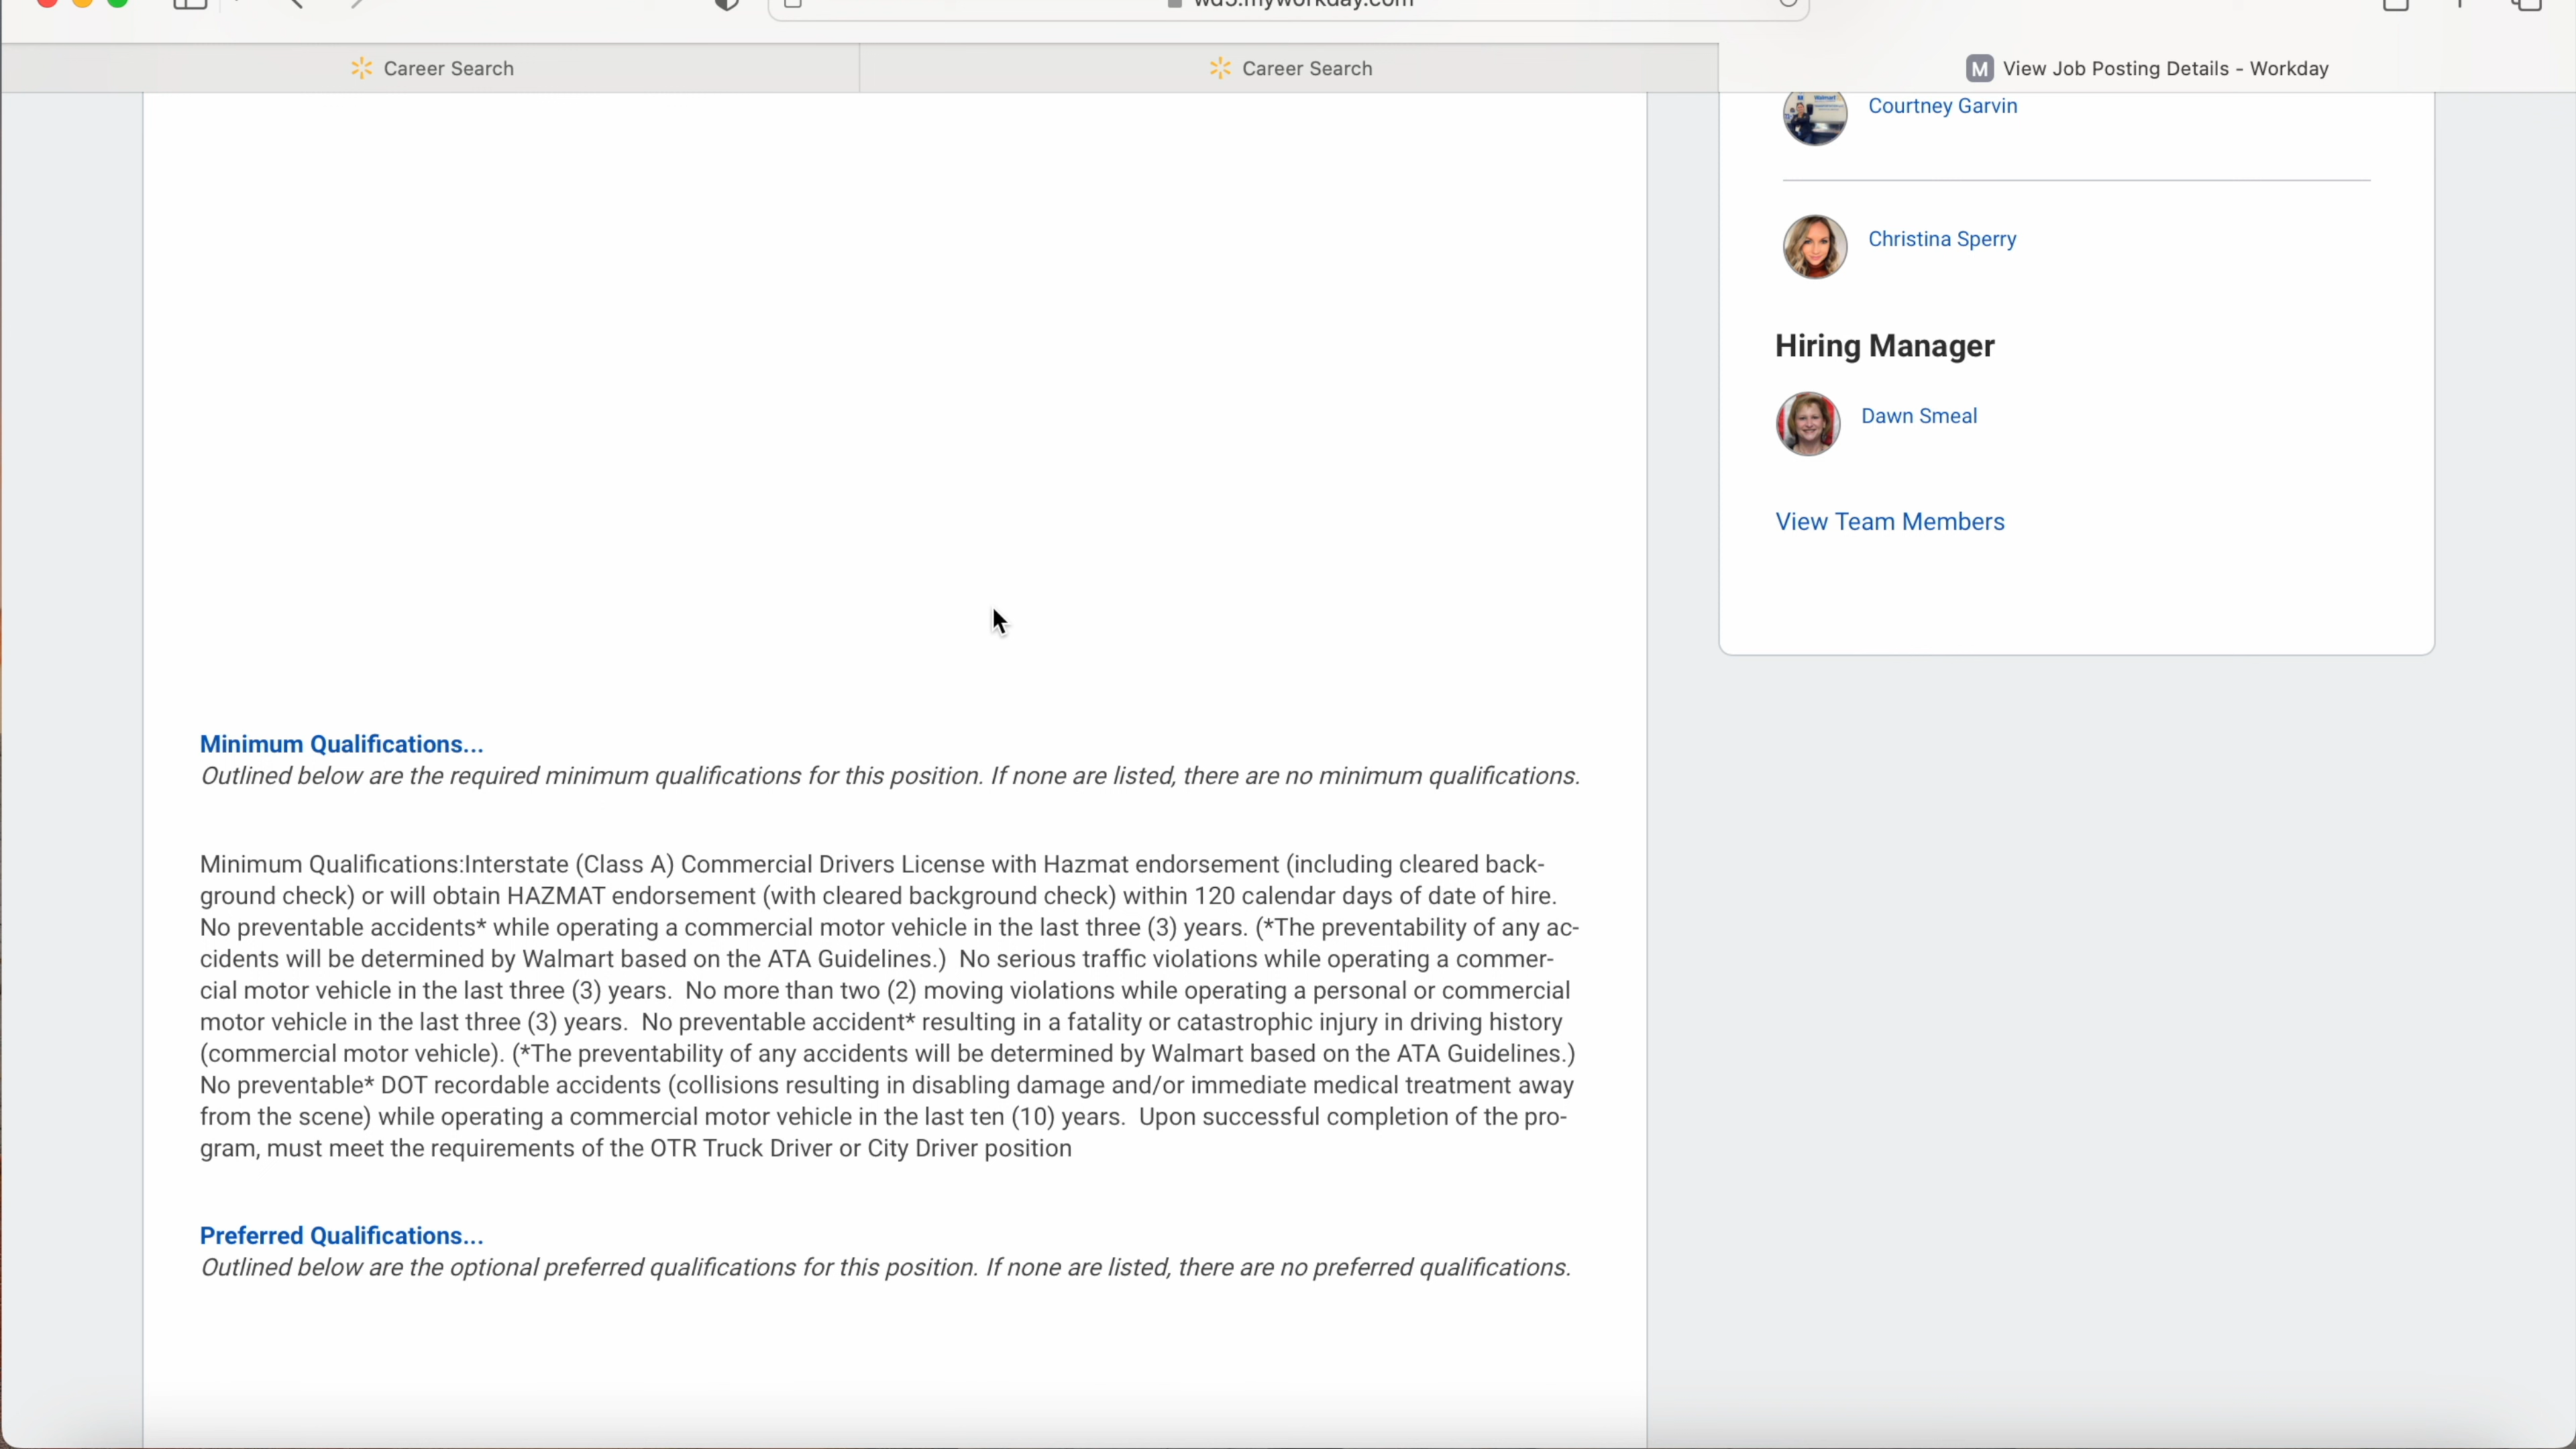 Career Search
Career Search
M View Job Posting Details - Workday
Courtney Garvin
Christina Sperry
Hiring Manager
Dawn Smeal
View Team Members
Minimum Qualifications...
Outlined below are the required minimum qualifications for this position. If none are listed, there are no minimum qualifications.
Minimum Qualifications:Interstate (Class A) Commercial Drivers License with Hazmat endorsement (including cleared back-
ground check) or will obtain HAZMAT endorsement (with cleared background check) within 120 calendar days of date of hire.
No preventable accidents* while operating a commercial motor vehicle in the last three (3) years. (*The preventability of any ac-
cidents will be determined by Walmart based on the ATA Guidelines.)  No serious traffic violations while operating a commer-
cial motor vehicle in the last three (3) years.  No more than two (2) moving violations while operating a personal or commercial
motor vehicle in the last three (3) years.  No preventable accident* resulting in a fatality or catastrophic injury in driving history
(commercial motor vehicle). (*The preventability of any accidents will be determined by Walmart based on the ATA Guidelines.)
No preventable* DOT recordable accidents (collisions resulting in disabling damage and/or immediate medical treatment away
from the scene) while operating a commercial motor vehicle in the last ten (10) years.  Upon successful completion of the pro-
gram, must meet the requirements of the OTR Truck Driver or City Driver position
Preferred Qualifications...
Outlined below are the optional preferred qualifications for this position. If none are listed, there are no preferred qualifications.